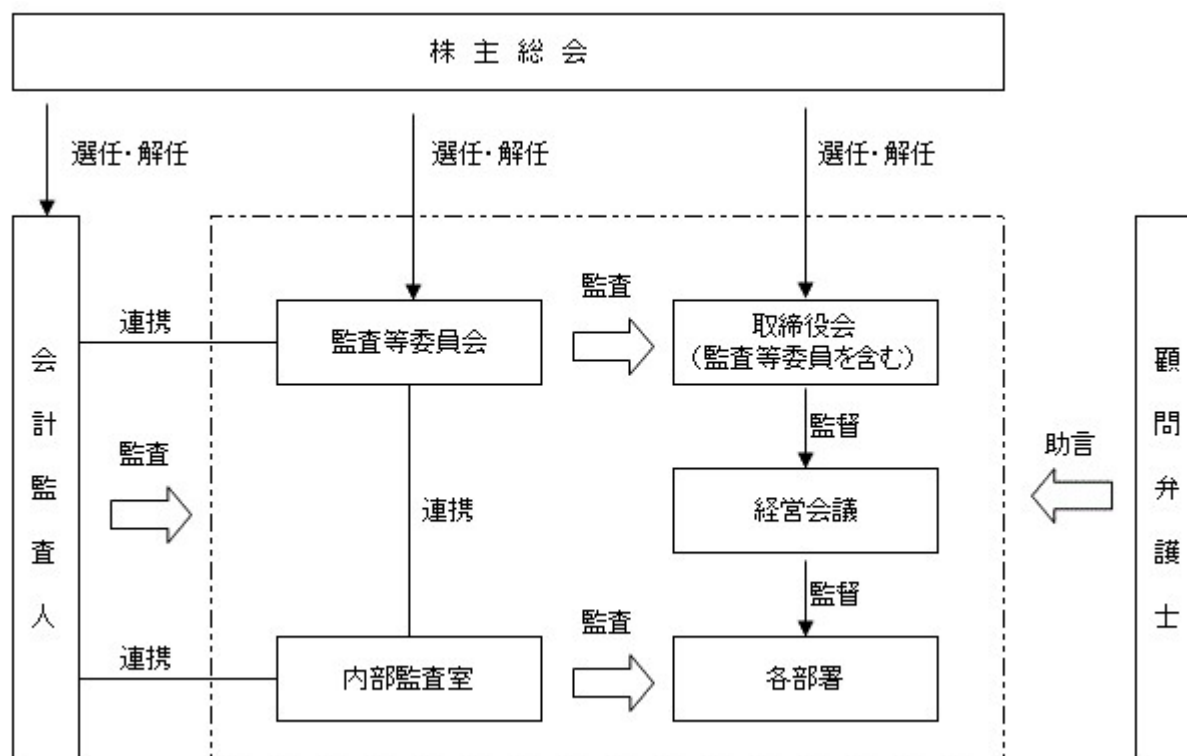 株主総会
選任・解任
選任・解任
選任・解任
監査
連携
監査等委員会
取締役会
（監査等委員を含む）
会計監査人
顧問弁護士
監督
監査
助言
連携
経営会議
監督
監査
連携
内部監査室
各部署